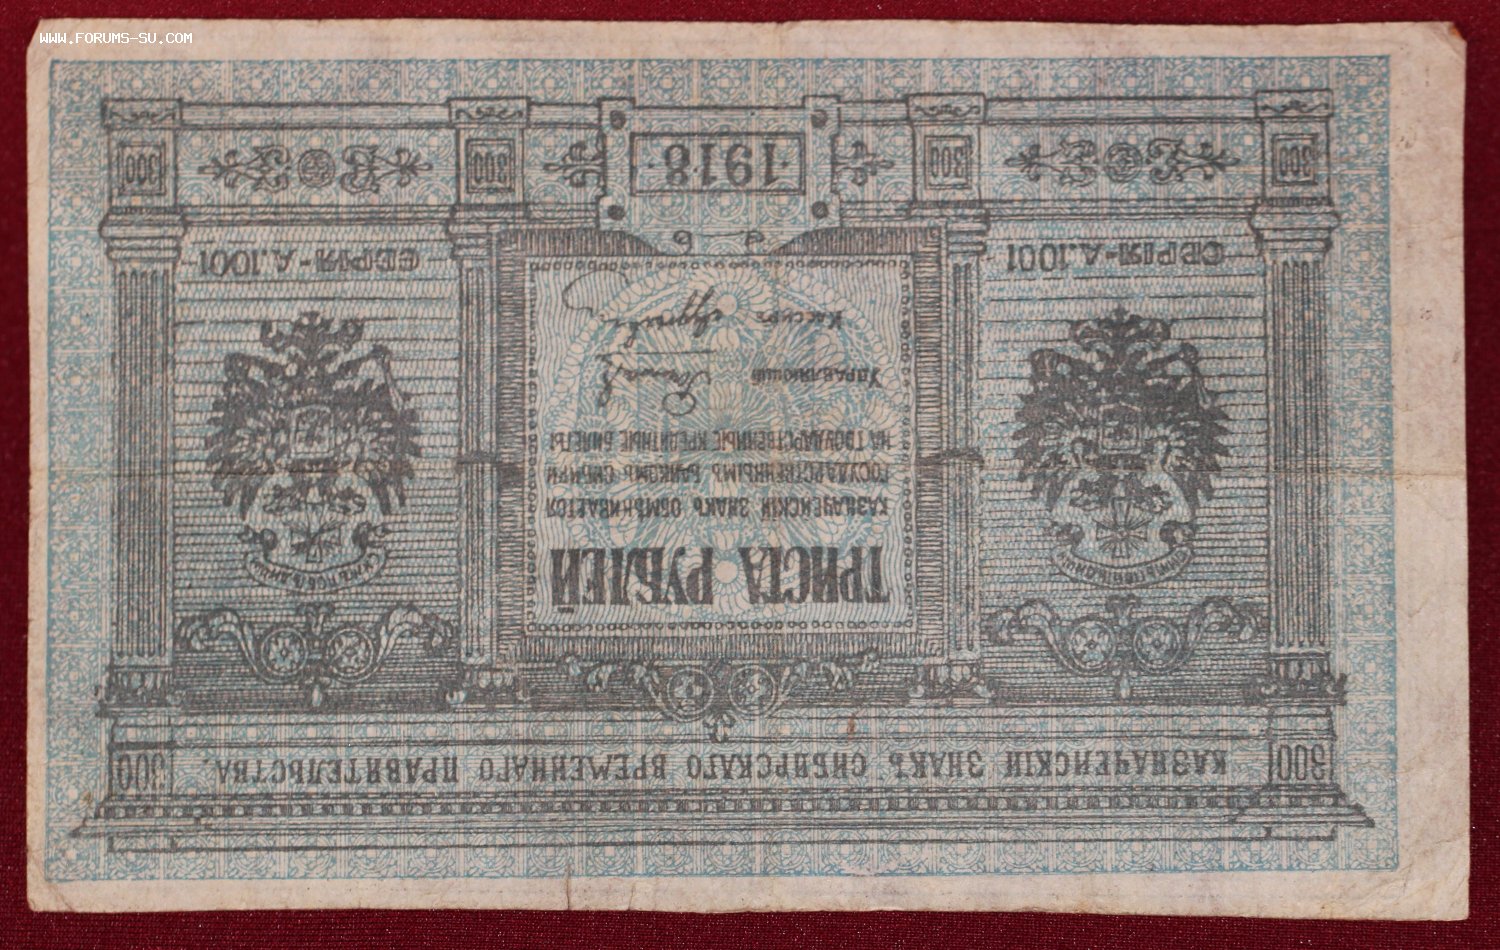 WWW.FORUMS-SU.COM
300 КАЗНАЧЕЙСКІЙ ЗНАКЪ СИБИРСКАГО ВРЕМЕННАГО ПРАВИТЕЛЬСТВА. 300
ТРИСТА РУБЛЕЙ
КАЗНАЧЕЙСКІЙ ЗНАКЪ ОБМѢНИВАЕТСЯ
ГОСУДАРСТВЕННЫМЪ БАНКОМЪ СИБИРИ
НА ГОСУДАРСТВЕННЫЕ КРЕДИТНЫЕ БИЛЕТЫ
УПРАВЛЯЮЩІЙ
КАССИРЪ
СЕРІЯ-А.1001 СЕРІЯ-А.1001
300 300 ·1918· 300 300